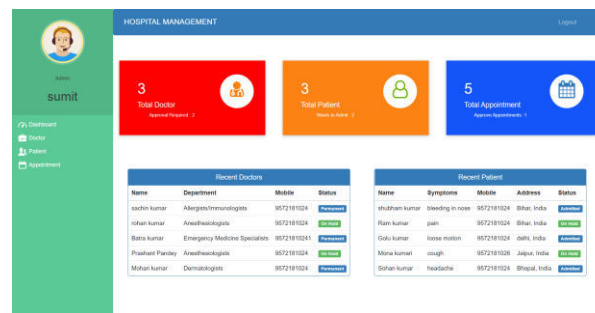 HOSPITAL MANAGEMENT
Logout
Admin
sumit
Dashboard
Doctor
Patient
Appointment
3
Total Doctor
Approval Required : 2
3
Total Patient
Waits to Admit : 2
5
Total Appointment
Approve Appointments : 1
Recent Doctors
Name Department Mobile Status
sachin kumar Allergists/Immunologists 9572181024 Permanent
rohan kumar Anesthesiologists 9572181024 On Hold
Batra kumar Emergency Medicine Specialists 95721810241 Permanent
Prashant Pandey Anesthesiologists 9572181024 On Hold
Mohan kumar Dermatologists 9572181024 Permanent
Recent Patient
Name Symptoms Mobile Address Status
shubham kumar bleeding in nose 9572181024 Bihar, India Admitted
Ram kumar pain 9572181024 Bihar, India On Hold
Golu kumar loose motion 9572181024 delhi, India Admitted
Mona kumari cough 9572181026 Jaipur, India On Hold
Sohan kumar headache 9572181024 Bhopal, India Admitted